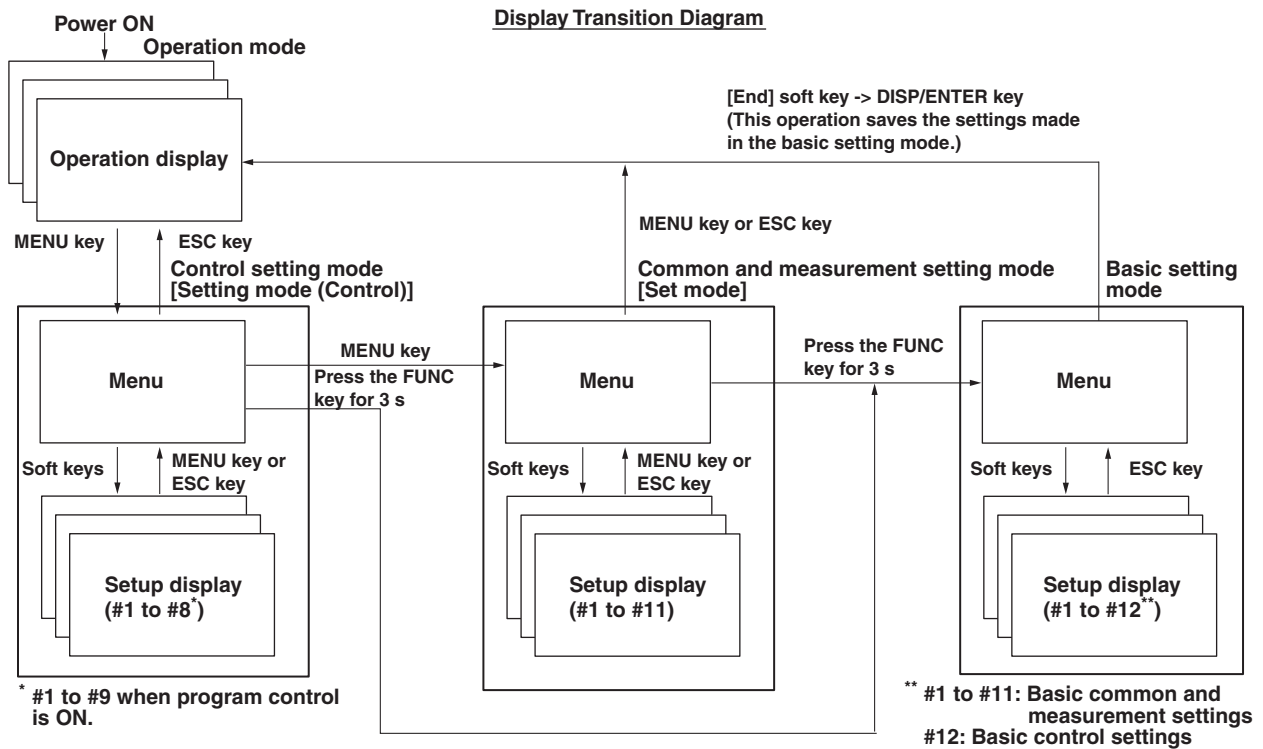 Display Transition Diagram
Power ON
Operation mode
Operation display
[End] soft key -> DISP/ENTER key
(This operation saves the settings made
in the basic setting mode.)
MENU key
ESC key
MENU key or ESC key
Control setting mode
[Setting mode (Control)]
Common and measurement setting mode
[Set mode]
Basic setting
mode
Menu
MENU key
Press the FUNC
key for 3 s
Menu
Press the FUNC
key for 3 s
Menu
Soft keys
MENU key or
ESC key
Soft keys
MENU key or
ESC key
Soft keys
ESC key
Setup display
(#1 to #8*)
Setup display
(#1 to #11)
Setup display
(#1 to #12**)
* #1 to #9 when program control
is ON.
** #1 to #11: Basic common and
measurement settings
#12: Basic control settings